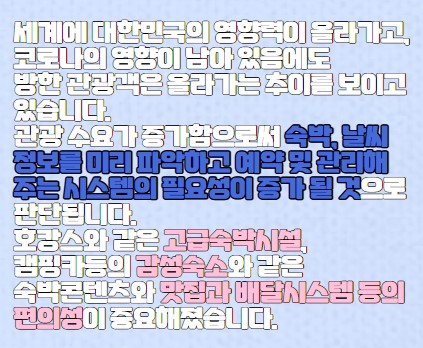 세계에 대한민국의 영향력이 올라가고,
코로나의 영향이 남아 있음에도
방한 관광객은 올라가는 추이를 보이고
있습니다.
관광 수요가 증가함으로써 숙박, 날씨
정보를 미리 파악하고 예약 및 관리해
주는 시스템의 필요성이 증가 될 것으로
판단됩니다.
호캉스와 같은 고급숙박시설,
캠핑카등의 감성숙소와 같은
숙박콘텐츠와 맛집과 배달시스템 등의
편의성이 중요해졌습니다.